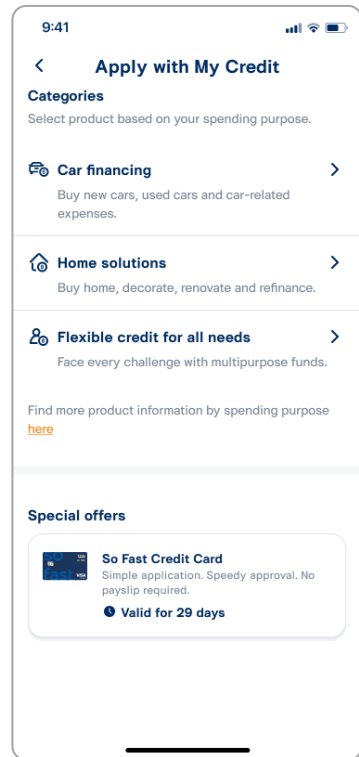 9:41
Apply with My Credit
Categories
Select product based on your spending purpose.
Car financing
Buy new cars, used cars and car-related
expenses.
Home solutions
Buy home, decorate, renovate and refinance.
Flexible credit for all needs
Face every challenge with multipurpose funds.
Find more product information by spending purpose
here
Special offers
so
fast
VISA
So Fast Credit Card
Simple application. Speedy approval. No
payslip required.
Valid for 29 days